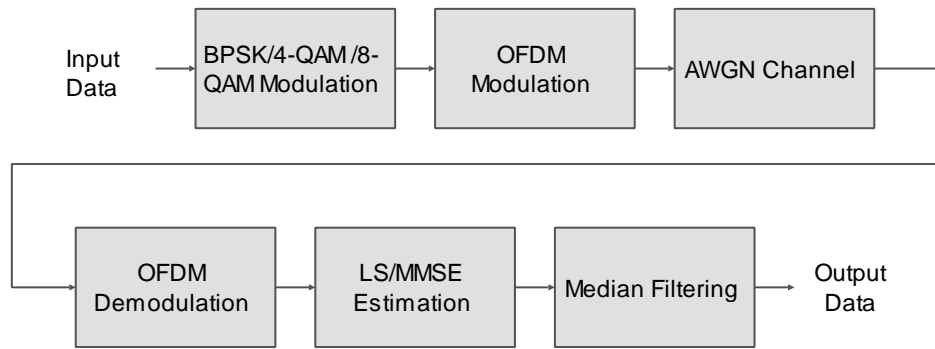 Input
Data
BPSK/4-QAM/8-
QAM Modulation
OFDM
Modulation
AWGN Channel
OFDM
Demodulation
LS/MMSE
Estimation
Median Filtering
Output
Data